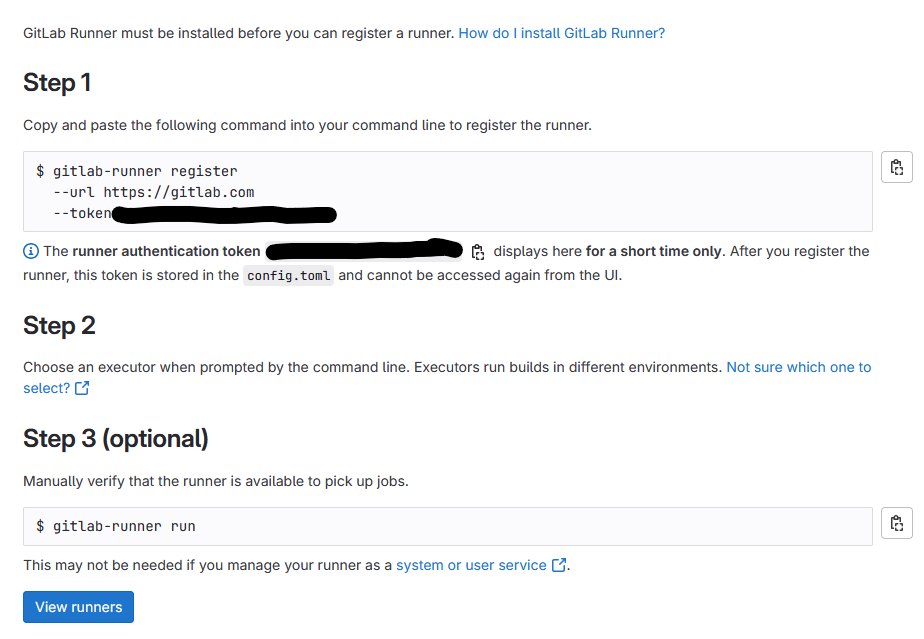 GitLab Runner must be installed before you can register a runner. How do I install GitLab Runner?
Step 1
Copy and paste the following command into your command line to register the runner.
$ gitlab-runner register
--url https://gitlab.com
--token
The runner authentication token displays here for a short time only. After you register the
runner, this token is stored in the config.toml and cannot be accessed again from the UI.
Step 2
Choose an executor when prompted by the command line. Executors run builds in different environments. Not sure which one to
select?
Step 3 (optional)
Manually verify that the runner is available to pick up jobs.
$ gitlab-runner run
This may not be needed if you manage your runner as a system or user service.
View runners